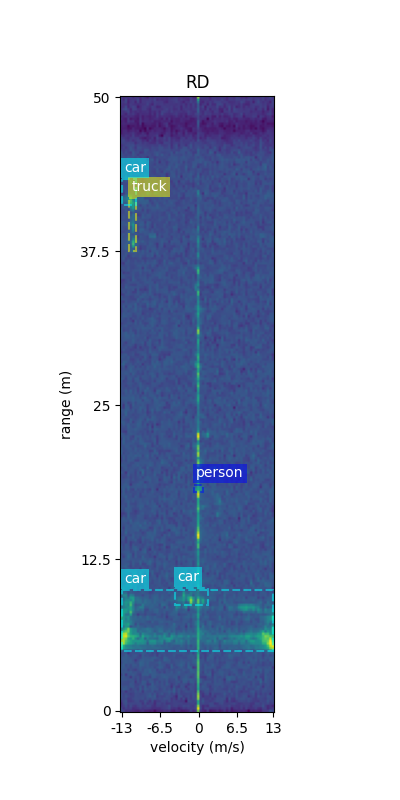 RD
50
car
truck
37.5
range (m)
25
person
12.5
car
car
0
-13 -6.5 0 6.5 13
velocity (m/s)